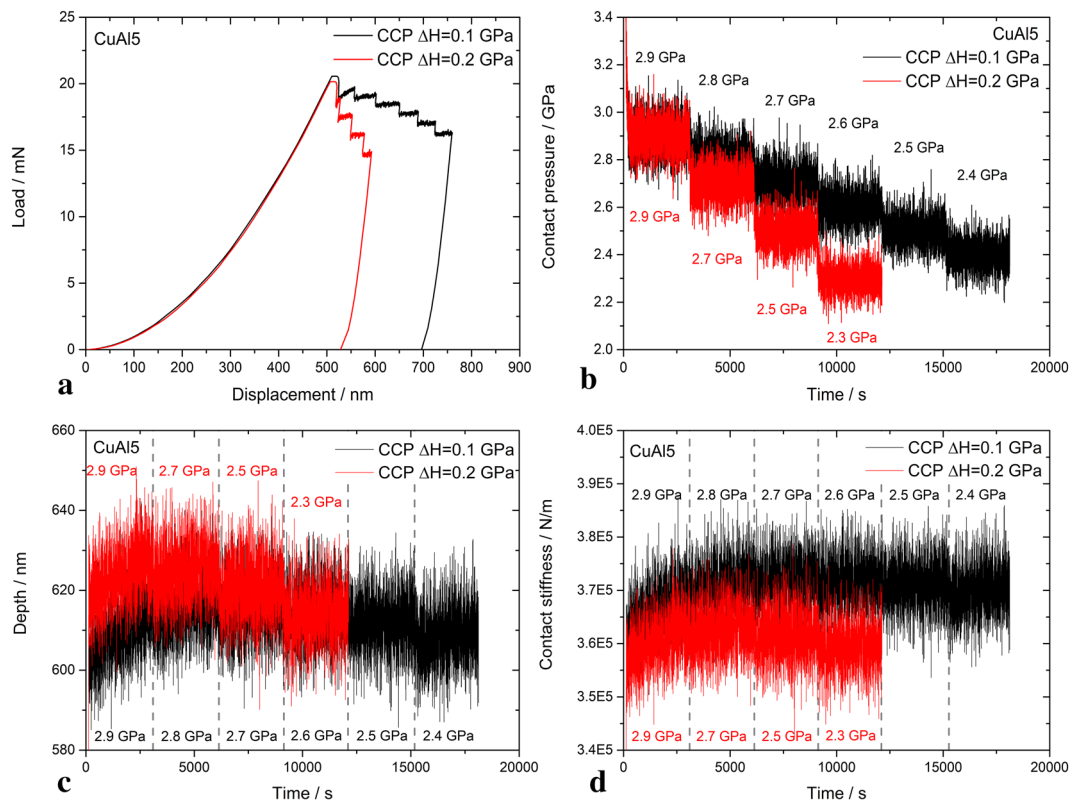 CuAl5
CCP ΔH=0.1 GPa
CCP ΔH=0.2 GPa
25
20
15
10
5
0
Load / mN
0 100 200 300 400 500 600 700 800 900
Displacement / nm
a
CuAl5
CCP ΔH=0.1 GPa
CCP ΔH=0.2 GPa
3.4
3.2
3.0
2.8
2.6
2.4
2.2
2.0
Contact pressure / GPa
2.9 GPa
2.8 GPa
2.7 GPa
2.6 GPa
2.5 GPa
2.4 GPa
2.9 GPa
2.7 GPa
2.5 GPa
2.3 GPa
0 5000 10000 15000 20000
Time / s
b
CuAl5
CCP ΔH=0.1 GPa
CCP ΔH=0.2 GPa
660
640
620
600
580
Depth / nm
2.9 GPa 2.7 GPa 2.5 GPa
2.3 GPa
2.9 GPa 2.8 GPa 2.7 GPa 2.6 GPa 2.5 GPa 2.4 GPa
0 5000 10000 15000 20000
Time / s
c
CuAl5
CCP ΔH=0.1 GPa
CCP ΔH=0.2 GPa
4.0E5
3.9E5
3.8E5
3.7E5
3.6E5
3.5E5
3.4E5
Contact stiffness / N/m
2.9 GPa 2.8 GPa 2.7 GPa 2.6 GPa 2.5 GPa 2.4 GPa
2.9 GPa 2.7 GPa 2.5 GPa 2.3 GPa
0 5000 10000 15000 20000
Time / s
d